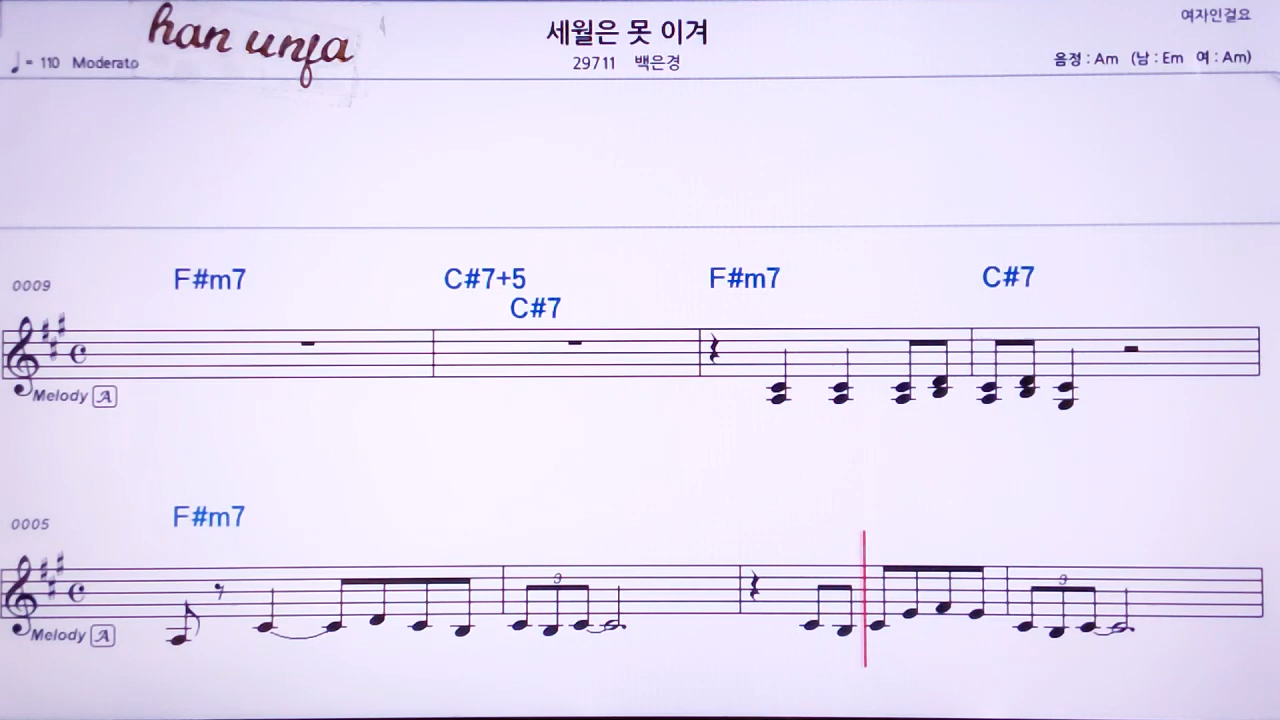 han unja
세월은 못 이겨
여자인걸요
♩= 110 Moderato
29711 백은경
음정 : Am (남 : Em 여 : Am)
F#m7 C#7+5 F#m7 C#7
C#7
0009
Melody A
F#m7
0005
3 3
Melody A